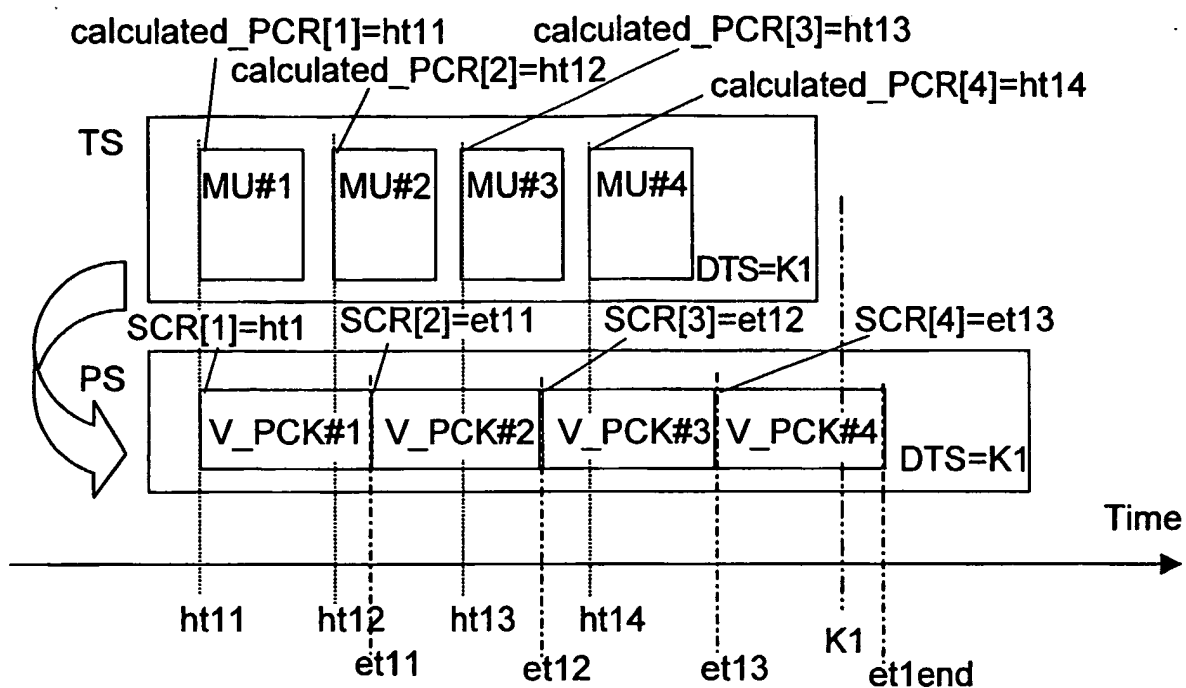 calculated_PCR[1]=ht11
calculated_PCR[3]=ht13
calculated_PCR[2]=ht12
calculated_PCR[4]=ht14
TS
MU#1
MU#2
MU#3
MU#4
DTS=K1
SCR[1]=ht1
SCR[2]=et11
SCR[3]=et12
SCR[4]=et13
PS
V_PCK#1
V_PCK#2
V_PCK#3
V_PCK#4
DTS=K1
Time
ht11
ht12
ht13
ht14
K1
et11
et12
et13
et1end